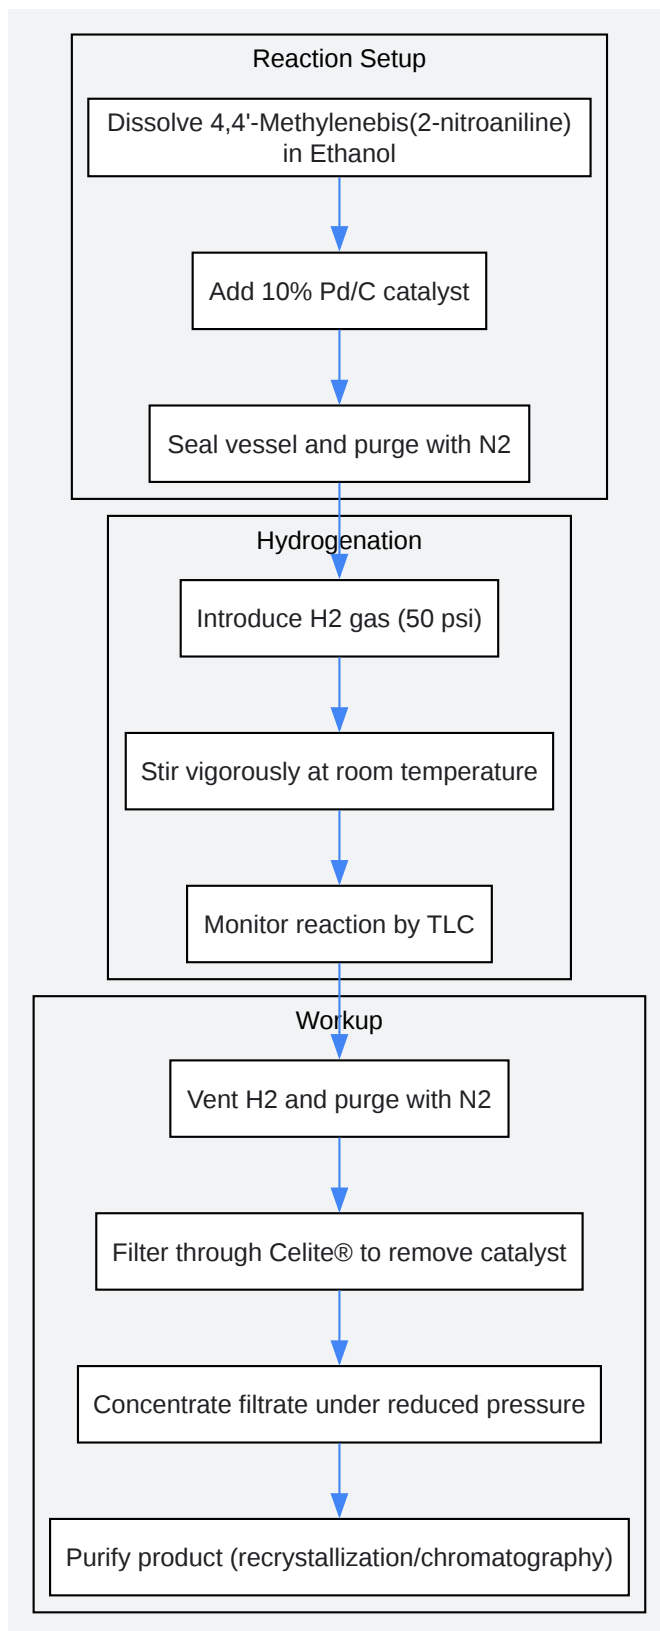 Reaction Setup
Dissolve 4,4'-Methylenebis(2-nitroaniline)
in Ethanol
Add 10% Pd/C catalyst
Seal vessel and purge with N2
Hydrogenation
Introduce H2 gas (50 psi)
Stir vigorously at room temperature
Monitor reaction by TLC
Workup
Vent H2 and purge with N2
Filter through Celite® to remove catalyst
Concentrate filtrate under reduced pressure
Purify product (recrystallization/chromatography)